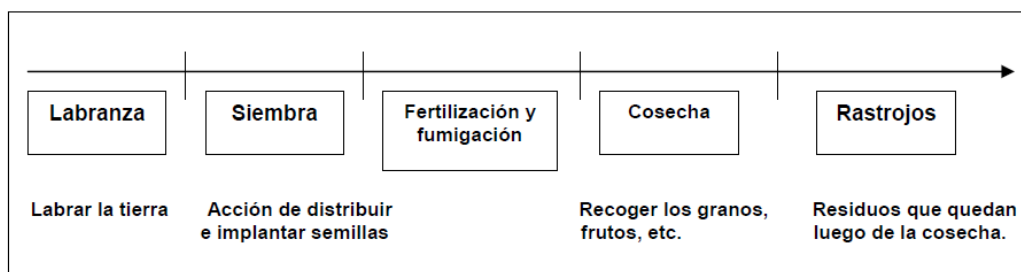 Labranza
Siembra
Fertilización y
fumigación
Cosecha
Rastrojos
Labrar la tierra
Acción de distribuir
e implantar semillas
Recoger los granos,
frutos, etc.
Residuos que quedan
luego de la cosecha.